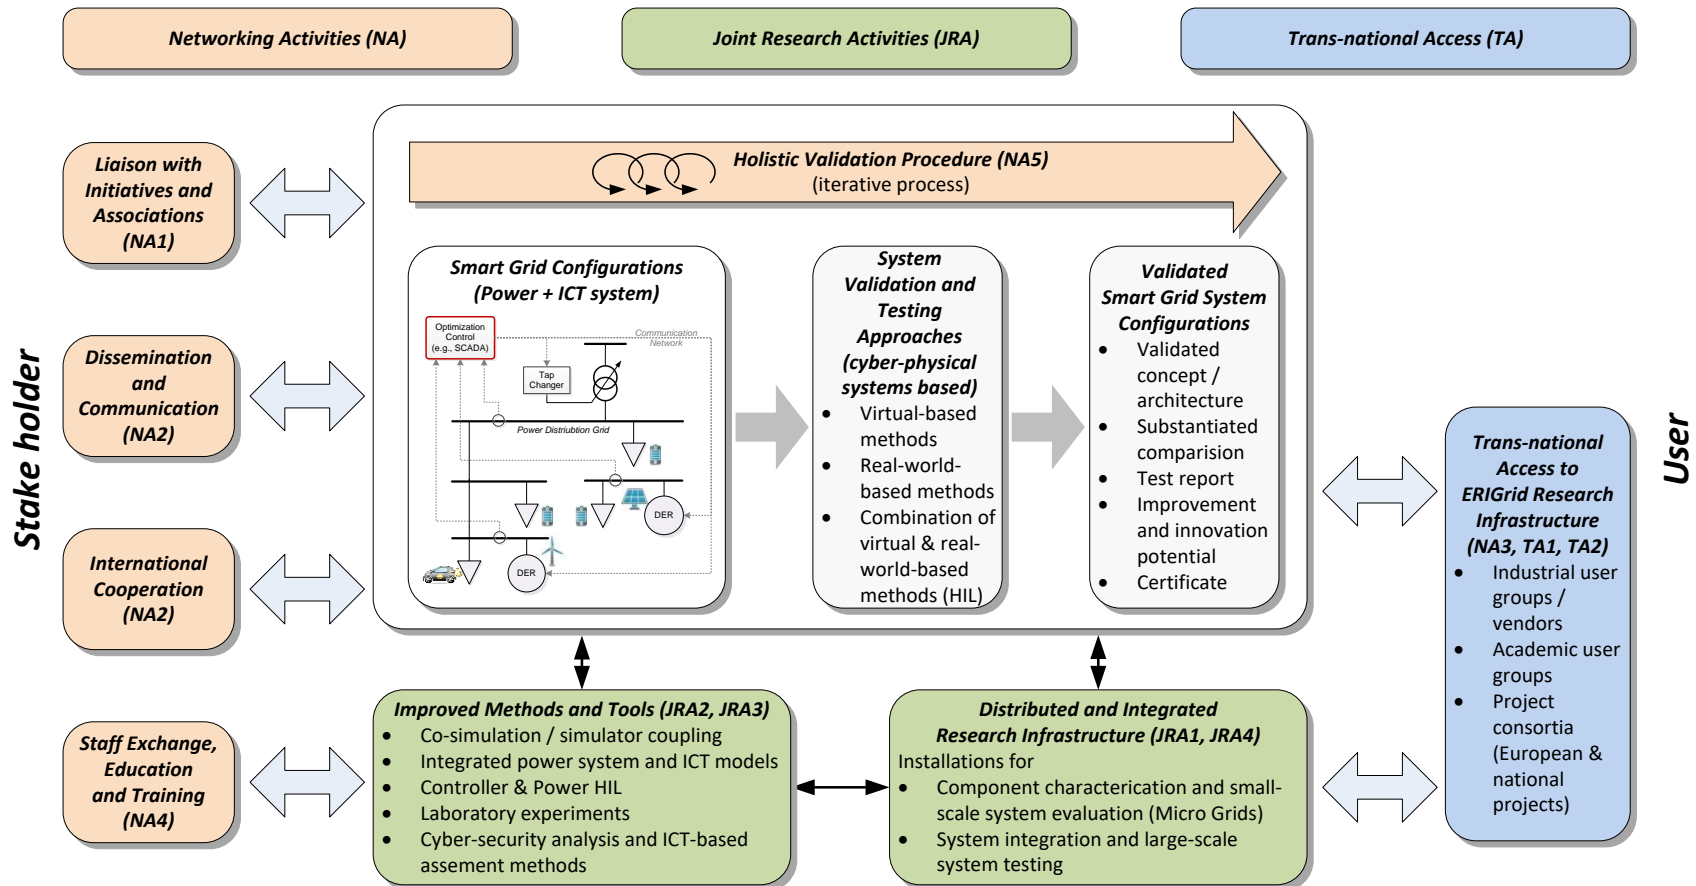 Networking Activities (NA)
Joint Research Activities (JRA)
Trans-national Access (TA)
Stake holder
Liaison with
Initiatives and
Associations
(NA1)
Dissemination
and
Communication
(NA2)
International
Cooperation
(NA2)
Staff Exchange,
Education
and Training
(NA4)
Holistic Validation Procedure (NA5)
(iterative process)
Smart Grid Configurations
(Power + ICT system)
Optimization
Control
(e.g., SCADA)
Communication
Network
Tap
Changer
Power Distriubtion Grid
DER
DER
System
Validation and
Testing
Approaches
(cyber-physical
systems based)
• Virtual-based
methods
• Real-world-
based methods
• Combination of
virtual & real-
world-based
methods (HIL)
Validated
Smart Grid System
Configurations
• Validated
concept /
architecture
• Substantiated
comparision
• Test report
• Improvement
and innovation
potential
• Certificate
Improved Methods and Tools (JRA2, JRA3)
• Co-simulation / simulator coupling
• Integrated power system and ICT models
• Controller & Power HIL
• Laboratory experiments
• Cyber-security analysis and ICT-based
assement methods
Distributed and Integrated
Research Infrastructure (JRA1, JRA4)
Installations for
• Component characterication and small-
scale system evaluation (Micro Grids)
• System integration and large-scale
system testing
Trans-national
Access to
ERIGrid Research
Infrastructure
(NA3, TA1, TA2)
• Industrial user
groups /
vendors
• Academic user
groups
• Project
consortia
(European &
national
projects)
User